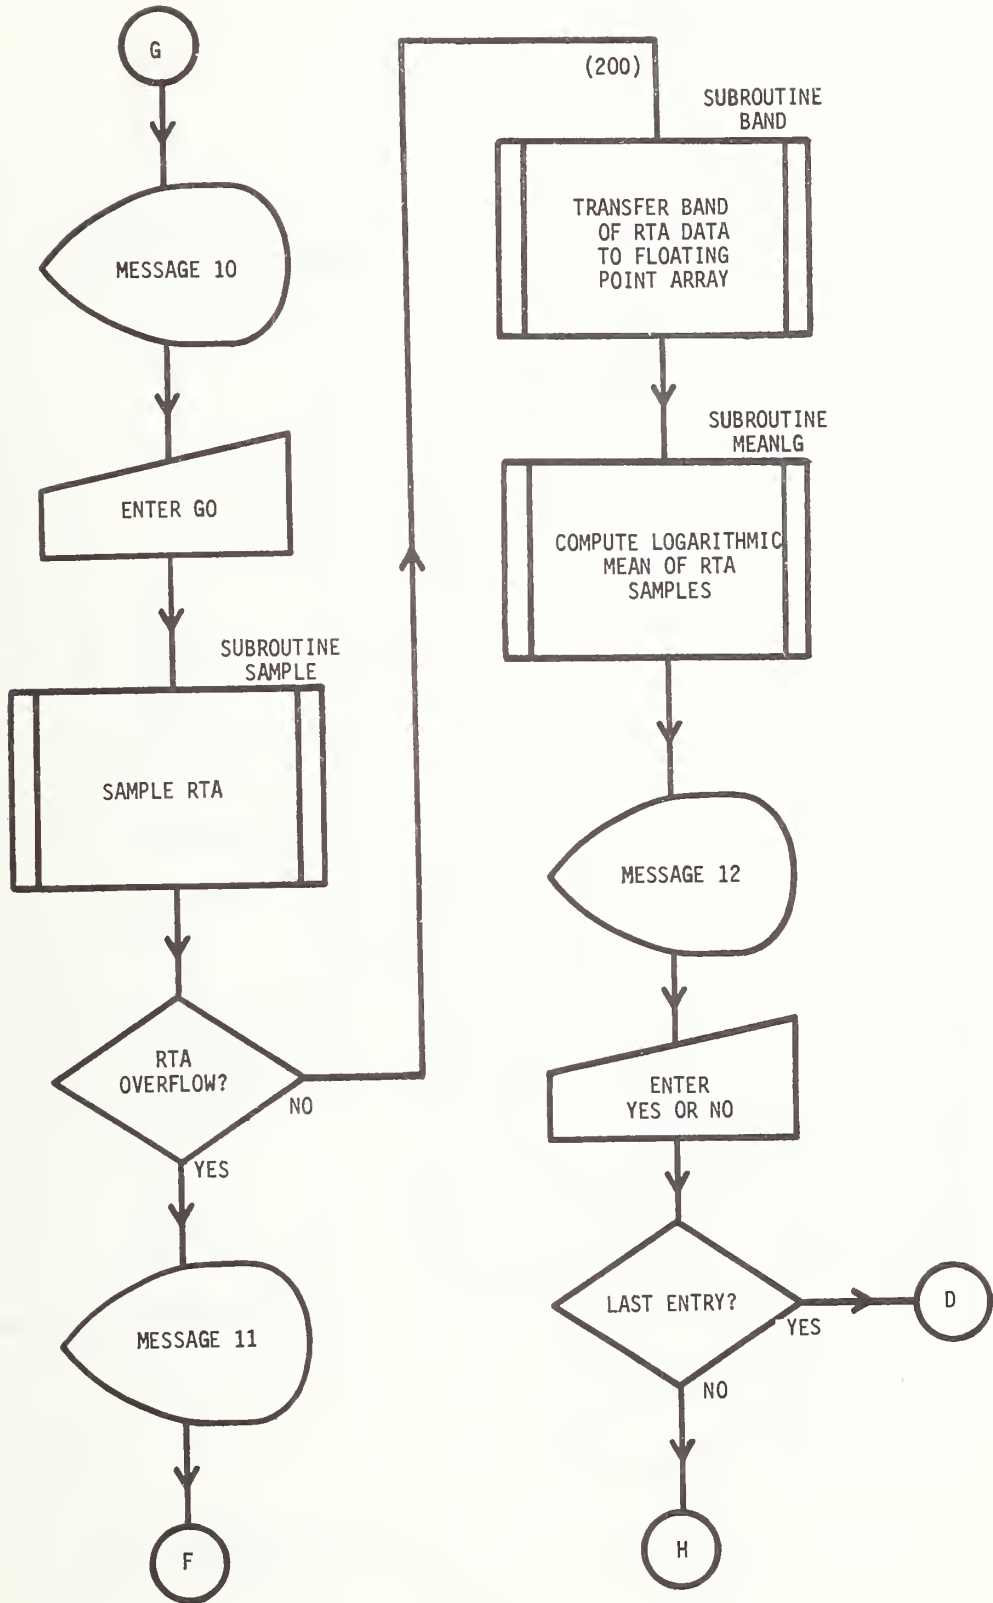 G
MESSAGE 10
ENTER GO
SUBROUTINE
SAMPLE
SAMPLE RTA
RTA
OVERFLOW?
NO
YES
MESSAGE 11
F
(200)
SUBROUTINE
BAND
TRANSFER BAND
OF RTA DATA
TO FLOATING
POINT ARRAY
SUBROUTINE
MEANLG
COMPUTE LOGARITHMIC
MEAN OF RTA
SAMPLES
MESSAGE 12
ENTER
YES OR NO
LAST ENTRY?
YES
D
NO
H